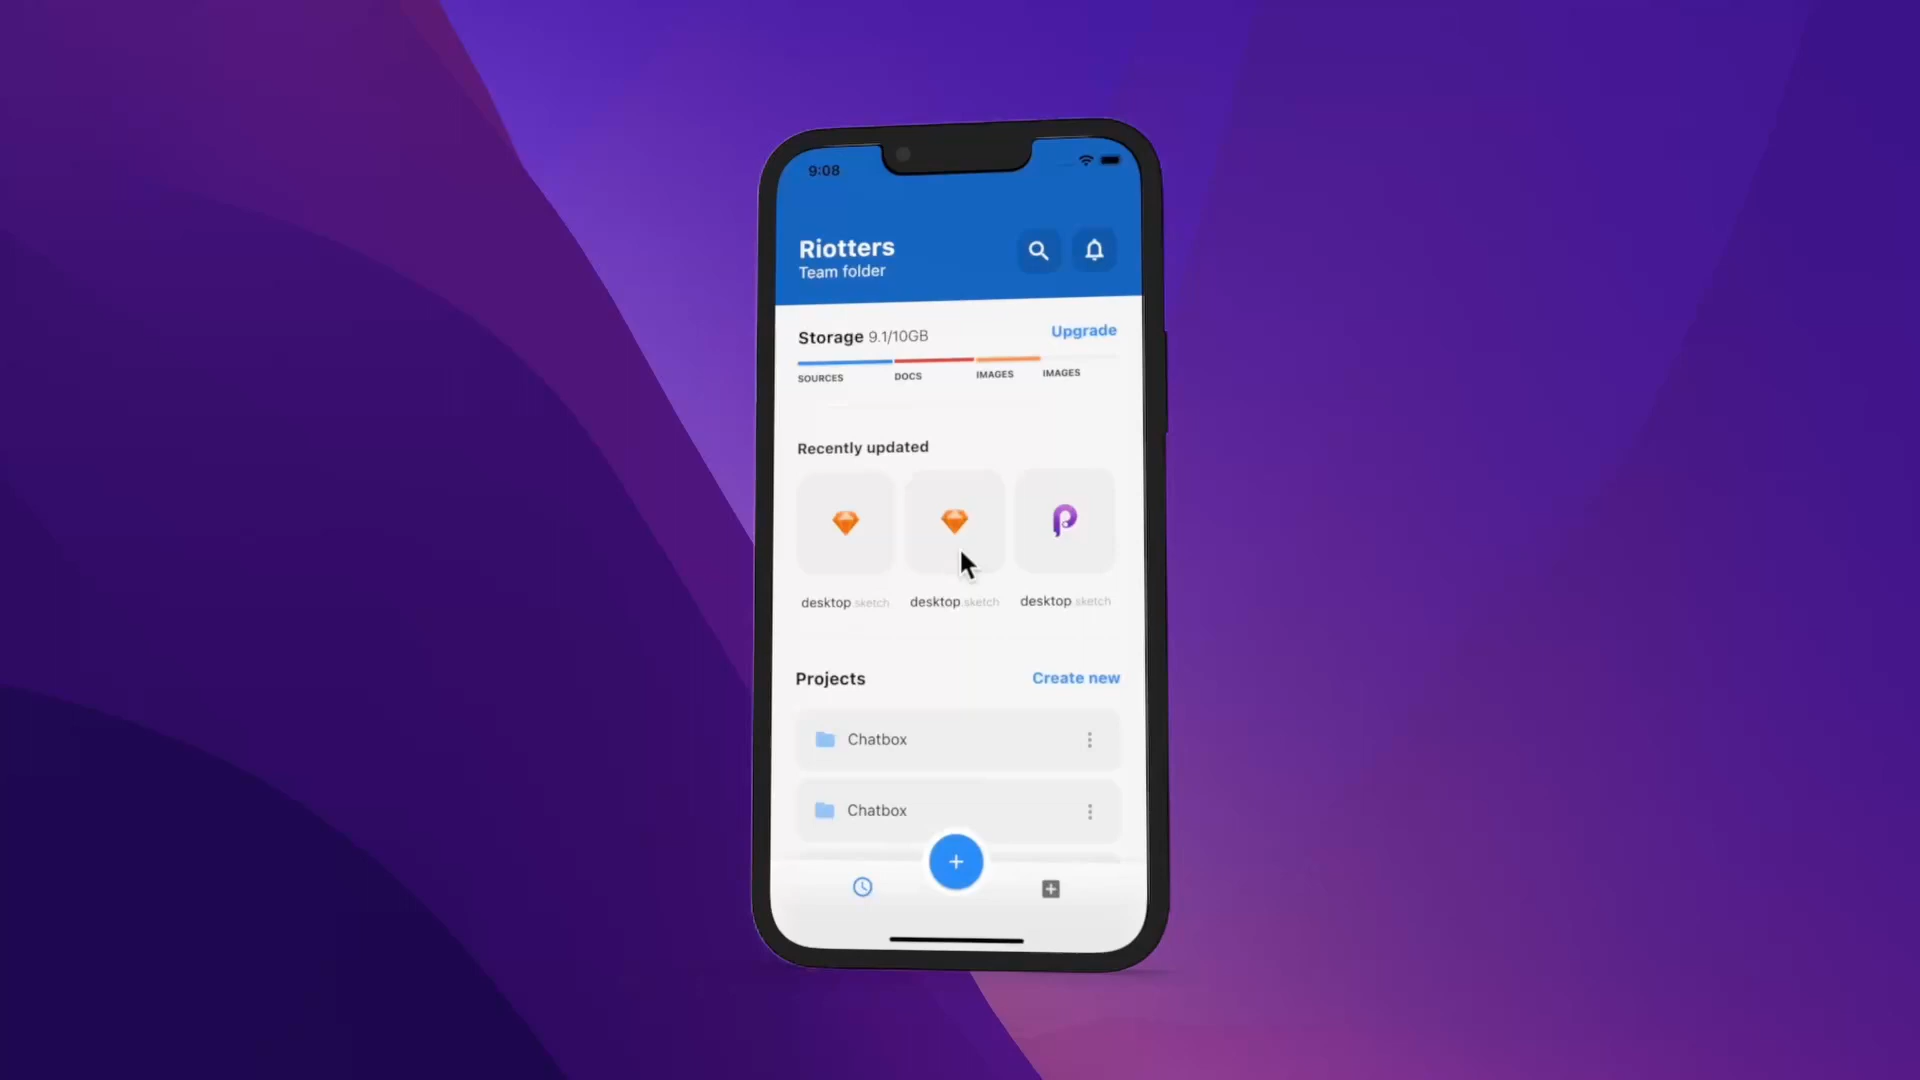 9:08
Riotters
Team folder
Storage 9.1/10GB
Upgrade
SOURCES DOCS IMAGES IMAGES
Recently updated
desktop.sketch desktop.sketch desktop.sketch
Projects
Create new
Chatbox
Chatbox